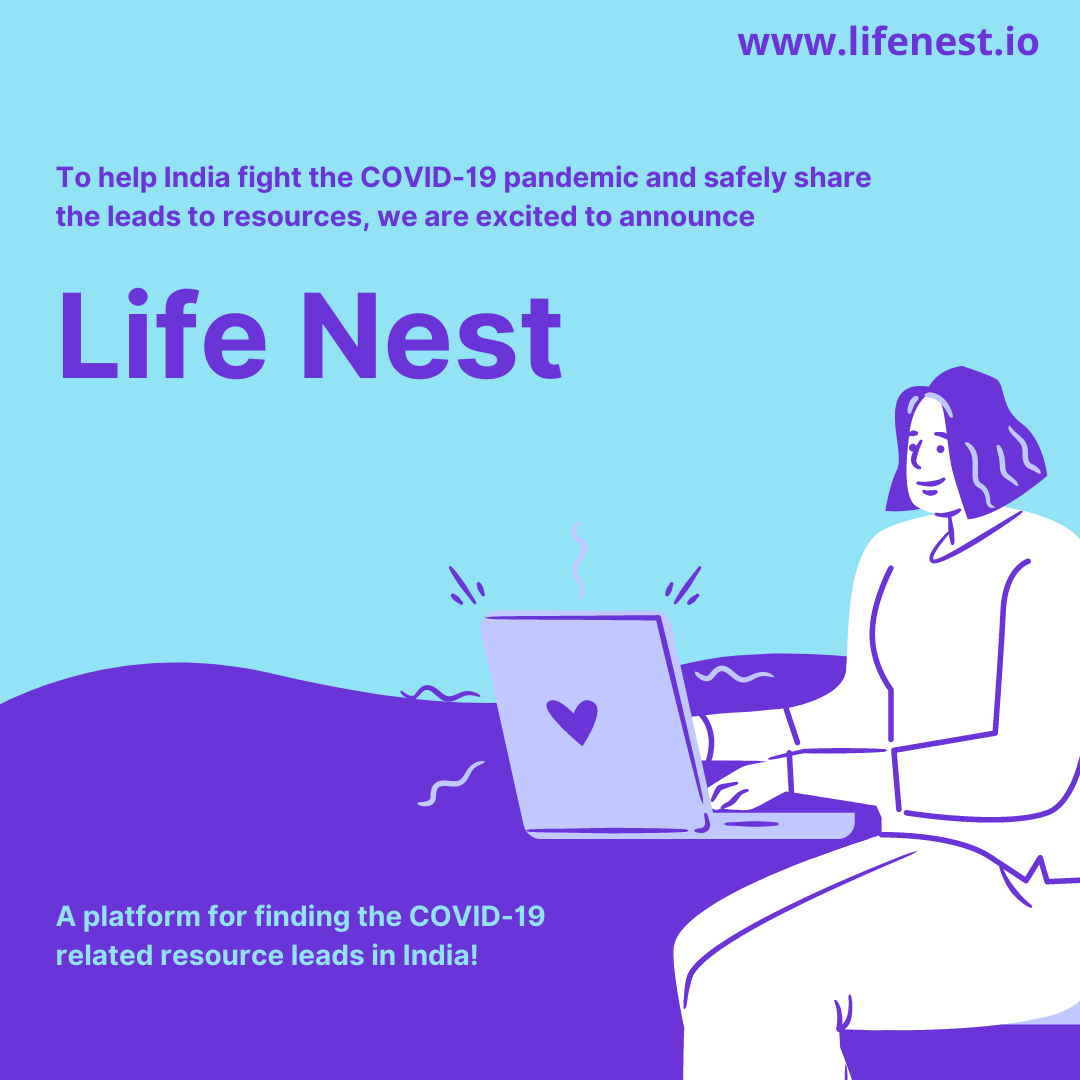 www.lifenest.io
To help India fight the COVID-19 pandemic and safely share
the leads to resources, we are excited to announce
Life Nest
A platform for finding the COVID-19
related resource leads in India!